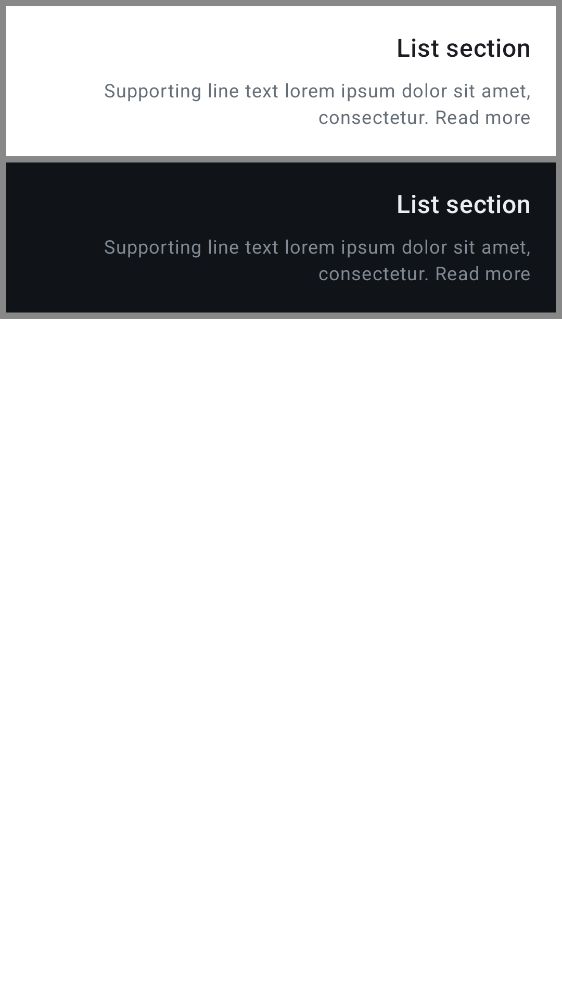 List section
Supporting line text lorem ipsum dolor sit amet,
consectetur. Read more
List section
Supporting line text lorem ipsum dolor sit amet,
consectetur. Read more